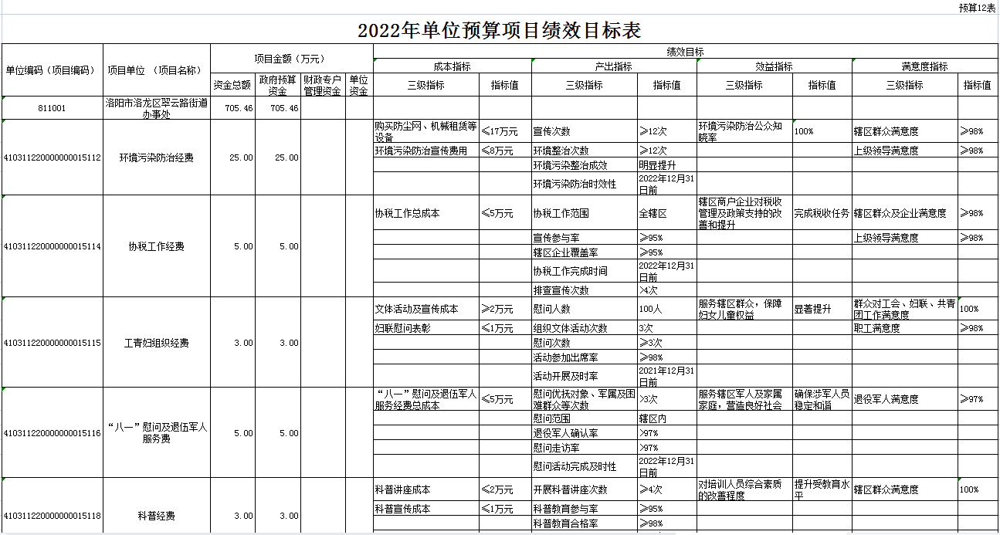 预算12表
2022年单位预算项目绩效目标表
单位编码（项目编码） 项目单位 （项目名称） 项目金额（万元） 绩效目标
成本指标 产出指标 效益指标 满意度指标
资金总额 政府预算资金 财政专户管理资金 单位资金 三级指标 指标值 三级指标 指标值 三级指标 指标值 三级指标 指标值
811001 洛阳市洛龙区翠云路街道办事处 705.46 705.46
410311220000000015112 环境污染防治经费 25.00 25.00
购买防尘网、机械租赁等设备 ≤17万元 宣传次数 ≥12次 环境污染防治公众知晓率 100% 辖区群众满意度 ≥98%
环境污染防治宣传费用 ≤8万元 环境整治次数 ≥12次 上级领导满意度 ≥98%
环境污染整治成效 明显提升
环境污染防治时效性 2022年12月31日前
410311220000000015114 协税工作经费 5.00 5.00
协税工作总成本 ≤5万元 协税工作范围 全辖区 辖区商户企业对税收管理及政策支持的改善和提升 完成税收任务 辖区群众及企业满意度 ≥98%
宣传参与率 ≥95% 上级领导满意度 ≥98%
辖区企业覆盖率 ≥95%
协税工作完成时间 2022年12月31日前
排查宣传次数 >4次
410311220000000015115 工青妇组织经费 3.00 3.00
文体活动及宣传成本 ≥2万元 慰问人数 100人 服务辖区群众，保障妇女儿童权益 显著提升 群众对工会、妇联、共青团工作满意度 100%
妇联慰问表彰 ≤1万元 组织文体活动次数 3次 职工满意度 ≥98%
慰问次数 ≥3次
活动参加出席率 ≥98%
活动开展及时率 2021年12月31日前
410311220000000015116 “八一”慰问及退伍军人服务费 5.00 5.00
“八一”慰问及退伍军人服务经费总成本 ≤5万元 慰问优抚对象、军属及困难群众等次数 >3次 服务辖区军人及家属家庭，营造良好社会 确保涉军人员稳定和谐 退役军人满意度 ≥97%
慰问范围 辖区内
退役军人确认率 >97%
慰问走访率 >97%
慰问活动完成及时性 2022年12月31日前
410311220000000015118 科普经费 3.00 3.00
科普讲座成本 ≤2万元 开展科普讲座次数 ≥4次 对培训人员综合素质的改善程度 提升受教育水平 辖区群众满意度 100%
科普宣传成本 ≤1万元 科普教育参与率 ≥95%
科普教育合格率 ≥98%